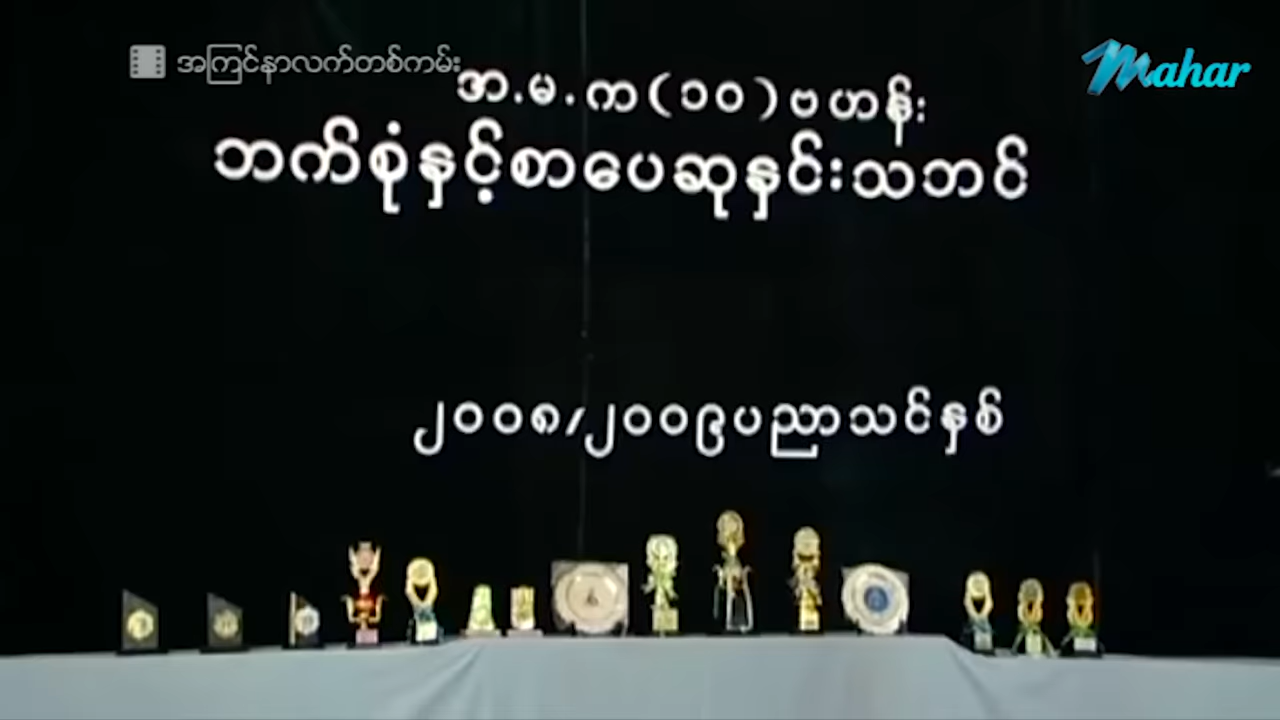 အကြင်နာလက်တစ်ကမ်း
Mahar
အ.မ.က(၁၀)ဗဟန်း
ဘက်စုံနှင့်စာပေဆုနှင်းသဘင်
၂၀၀၈/၂၀၀၉ပညာသင်နှစ်